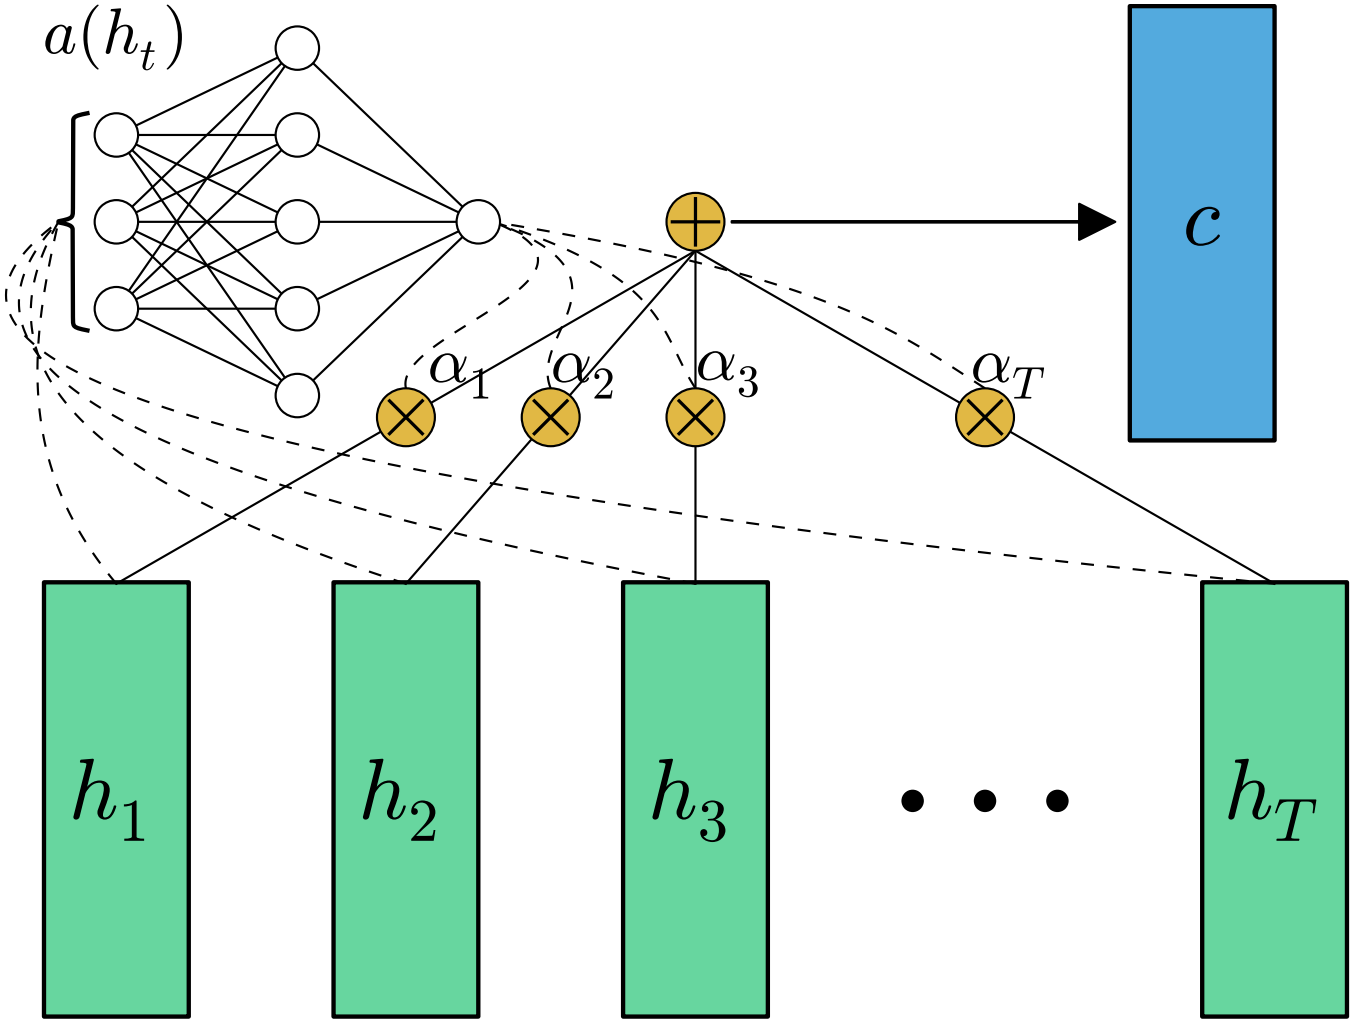 a(h_t)
c
α_1 α_2 α_3 α_T
h_1 h_2 h_3 • • • h_T